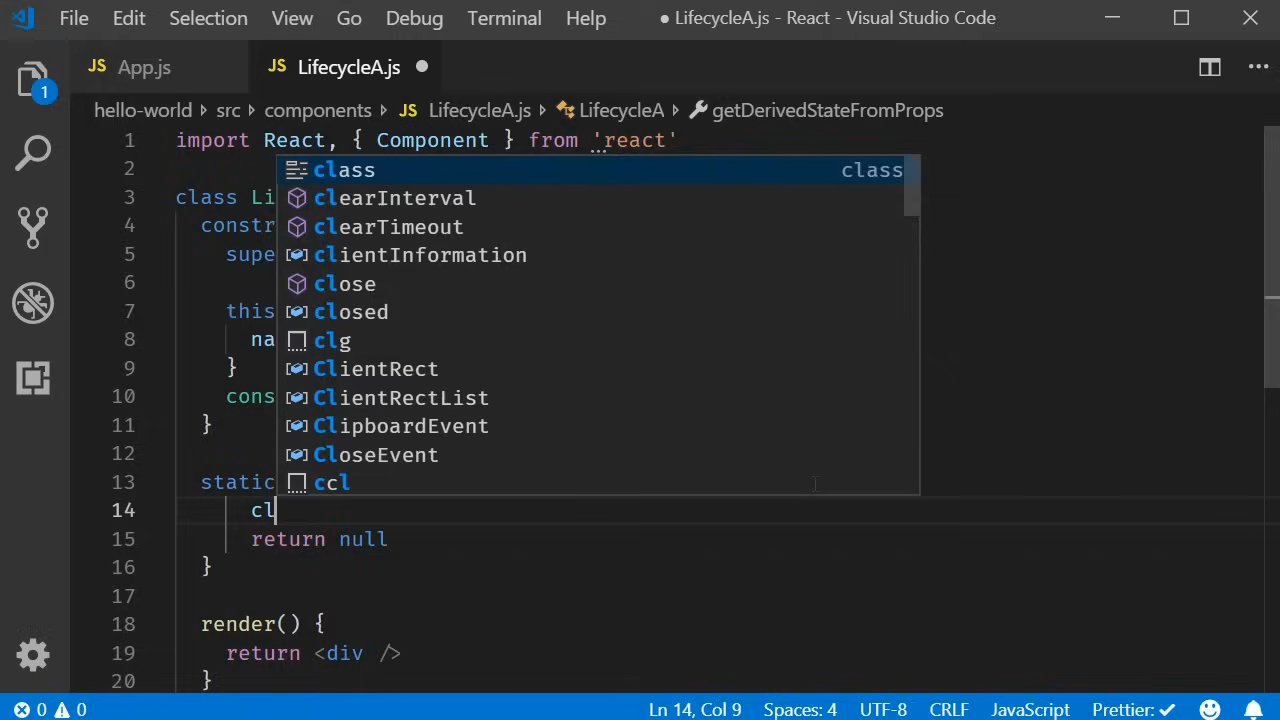 File Edit Selection View Go Debug Terminal Help ● LifecycleA.js - React - Visual Studio Code
JS App.js JS LifecycleA.js
hello-world > src > components > JS LifecycleA.js > LifecycleA > getDerivedStateFromProps
1
1 import React, { Component } from 'react'
2
class class
3 class Li
clearInterval
4 constr
clearTimeout
5 supe
clientInformation
6
close
7 this
closed
8 na
clg
9 }
ClientRect
10 cons
ClientRectList
11 }
ClipboardEvent
12
CloseEvent
13 static
ccl
14 cl
15 return null
16 }
17
18 render() {
19 return <div />
20 }
0 0 Ln 14, Col 9 Spaces: 4 UTF-8 CRLF JavaScript Prettier: ✓